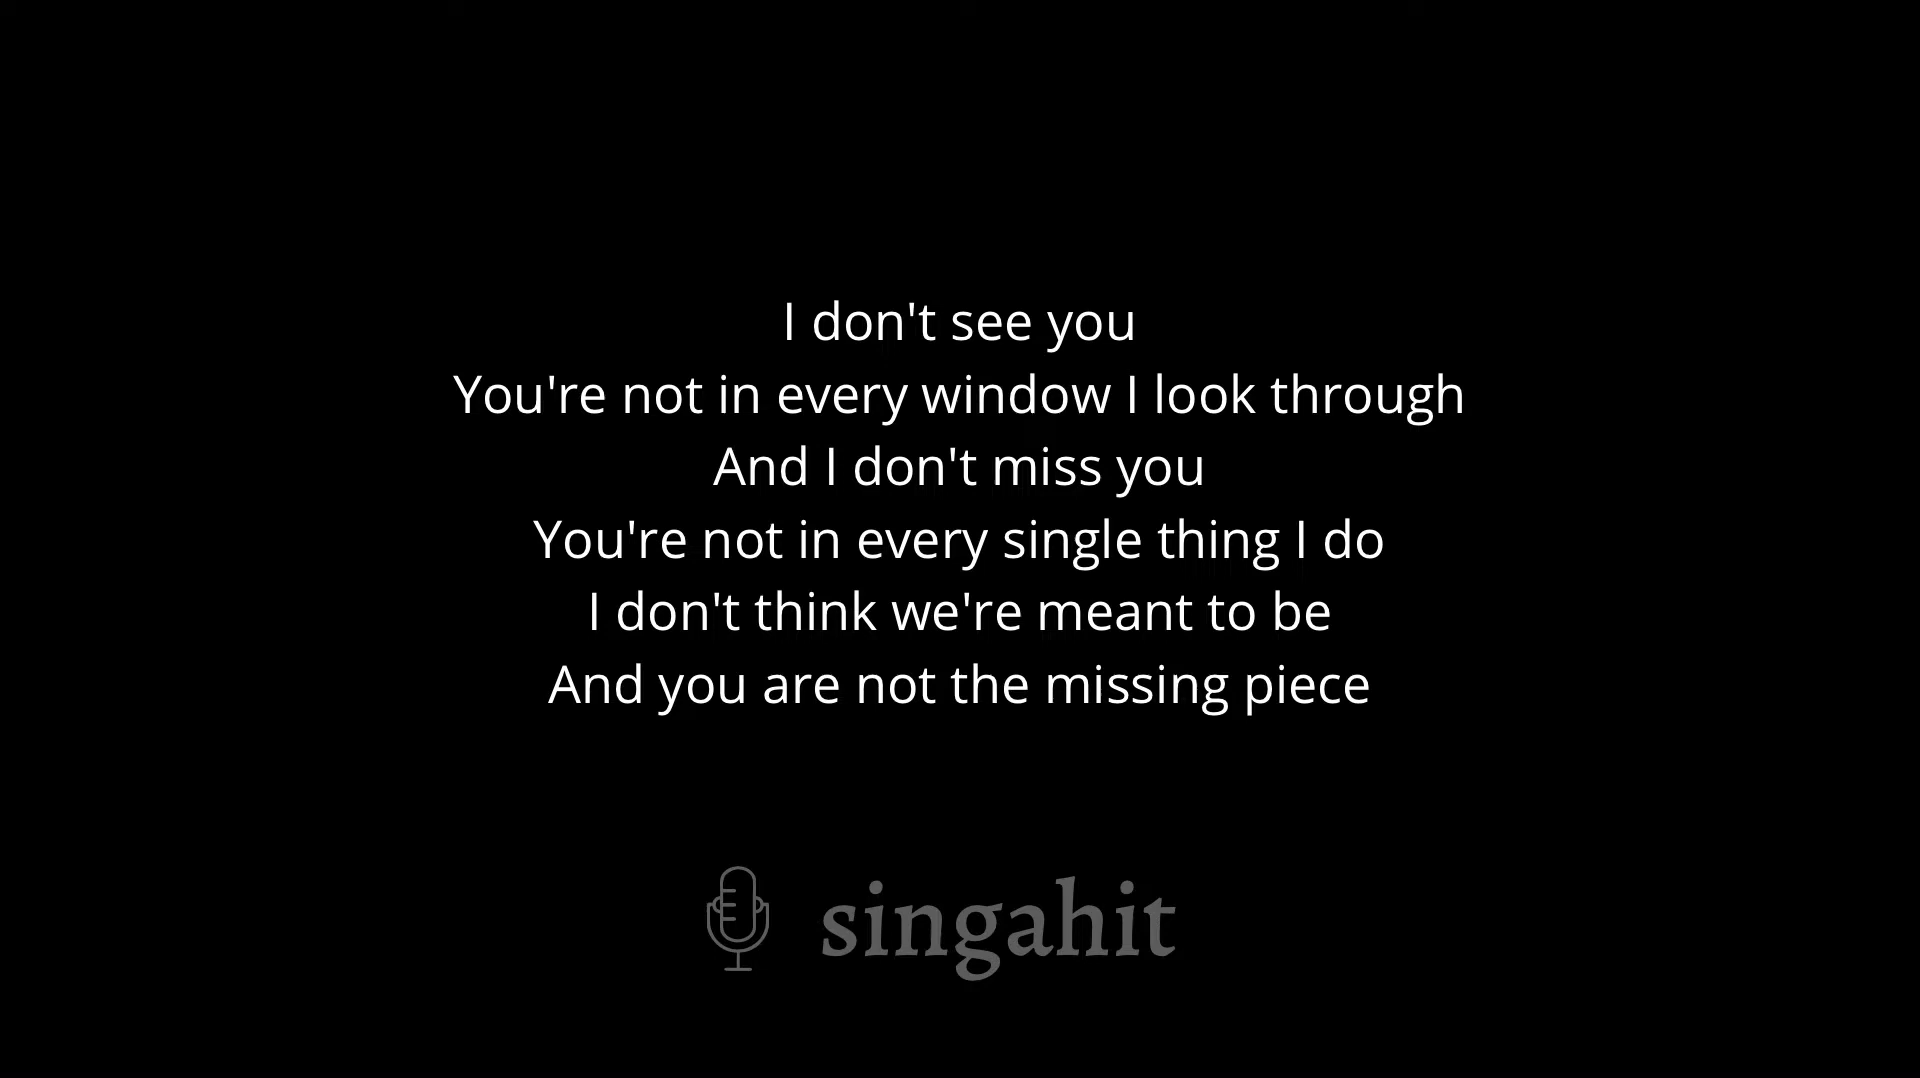 I don't see you
You're not in every window I look through
And I don't miss you
You're not in every single thing I do
I don't think we're meant to be
And you are not the missing piece
singahit